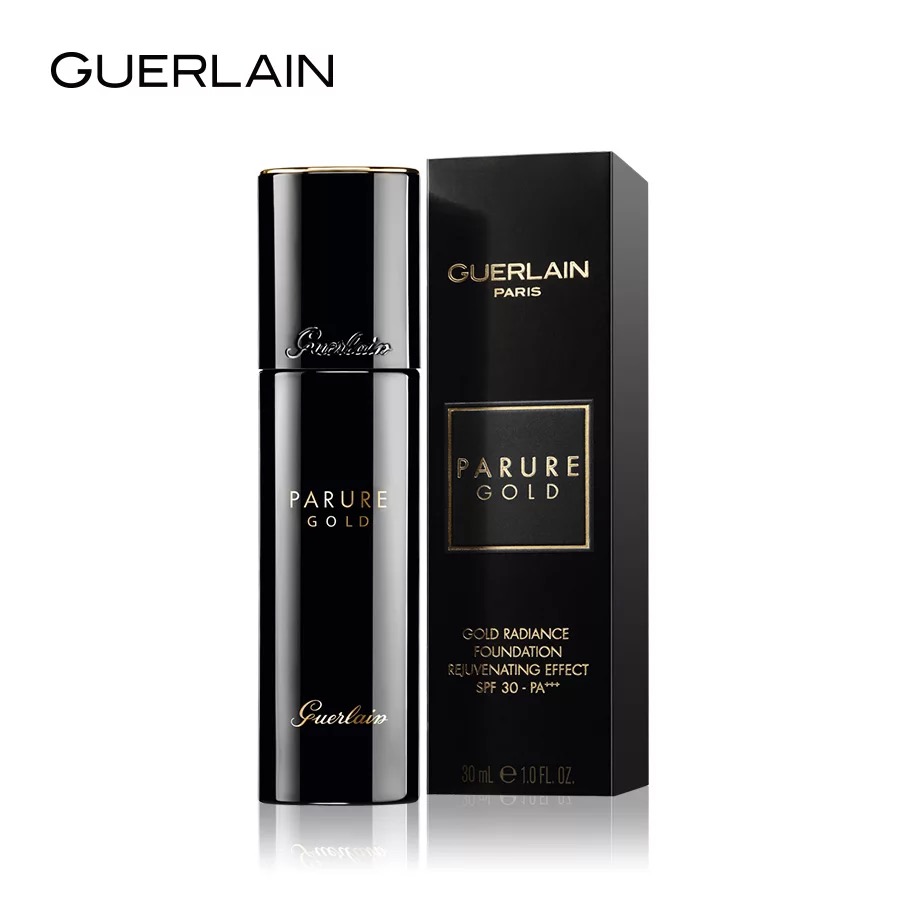 GUERLAIN
Guerlain
PARURE
GOLD
Guerlain
GUERLAIN
PARIS
PARURE
GOLD
GOLD RADIANCE
FOUNDATION
REJUVENATING EFFECT
SPF 30 - PA+++
30 mL ℮ 1.0 FL. OZ.